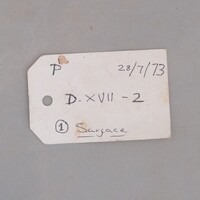 P 28/7/73
D. XVII - 2
① Surface